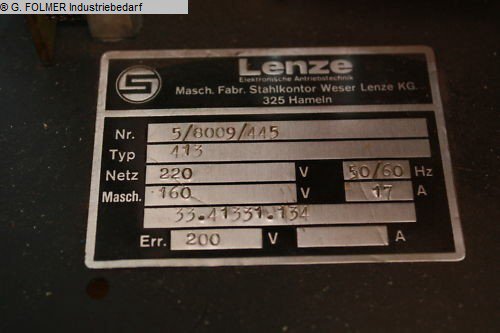 ® G. FOLMER Industriebedarf
Lenze
Elektronische Antriebstechnik
Masch. Fabr. Stahlkontor Weser Lenze KG.
325 Hameln
Nr. 5/8009/445
Typ 413
Netz 220 V 50/60 Hz
Masch. 160 V 17 A
33.41331.134
Err. 200 V A